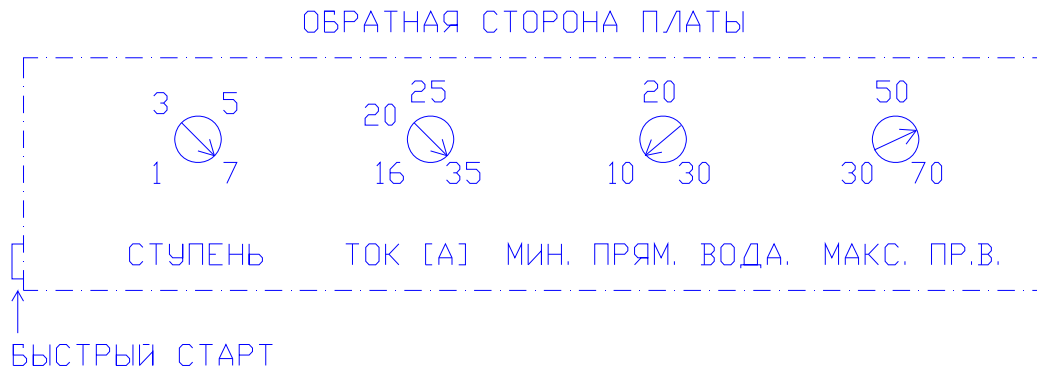 ОБРАТНАЯ СТОРОНА ПЛАТЫ
3 5 20 25 20 50
1 7 16 35 10 30 30 70
СТУПЕНЬ ТОК [А] МИН. ПРЯМ. ВОДА. МАКС. ПР.В.
БЫСТРЫЙ СТАРТ